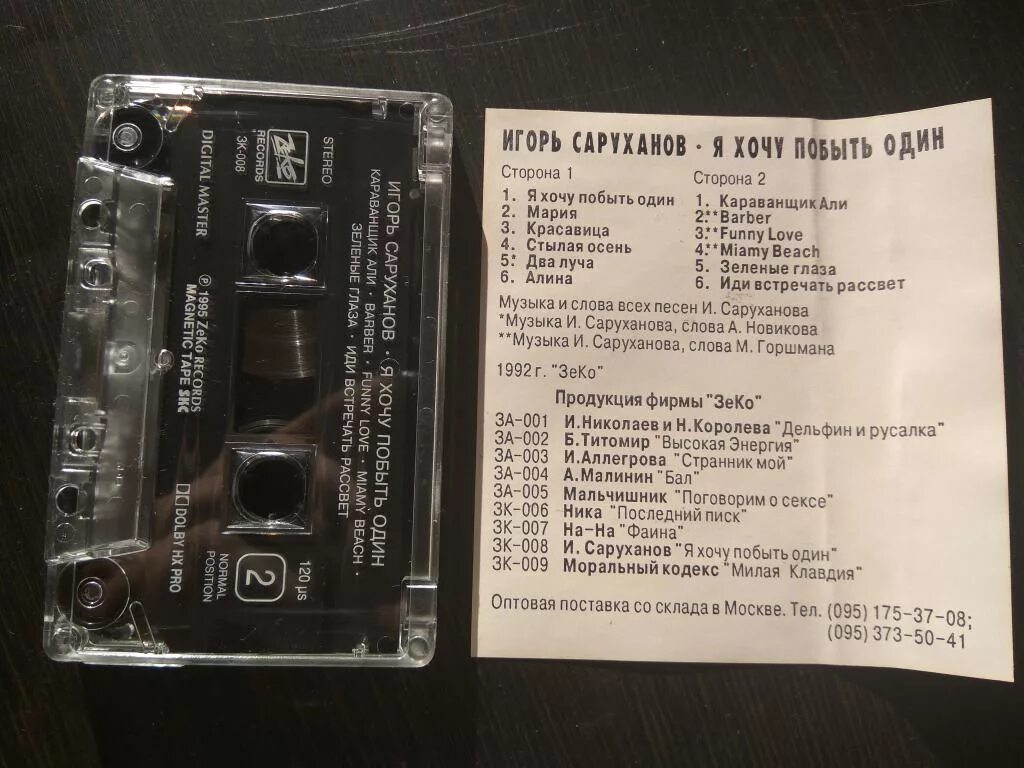 STEREO
ZeKo
RECORDS
ЗК-008
DIGITAL MASTER
ИГОРЬ САРУХАНОВ • (Я ХОЧУ ПОБЫТЬ ОДИН
КАРАВАНЩИК АЛИ • BARBER • FUNNY LOVE • MIAMY BEACH •
ЗЕЛЕНЫЕ ГЛАЗА • ИДИ ВСТРЕЧАТЬ РАССВЕТ
℗ 1995 ZeKo RECORDS
MAGNETIC TAPE SKC
120 µs
2
NORMAL
POSITION
DOLBY HX PRO
ИГОРЬ САРУХАНОВ • Я ХОЧУ ПОБЫТЬ ОДИН
Сторона 1
1. Я хочу побыть один
2. Мария
3. Красавица
4. Стылая осень
5.* Два луча
6. Алина
Сторона 2
1. Караванщик Али
2.** Barber
3.** Funny Love
4.** Miamy Beach
5. Зеленые глаза
6. Иди встречать рассвет
Музыка и слова всех песен И. Саруханова
*Музыка И. Саруханова, слова А. Новикова
**Музыка И. Саруханова, слова М. Горшмана
1992 г. "ЗеКо"
Продукция фирмы "ЗеКо"
ЗА-001 И.Николаев и Н.Королева "Дельфин и русалка"
ЗА-002 Б.Титомир "Высокая Энергия"
ЗА-003 И.Аллегрова "Странник мой"
ЗА-004 А.Малинин "Бал"
ЗА-005 Мальчишник "Поговорим о сексе"
ЗК-006 Ника "Последний писк"
ЗК-007 На-На "Фаина"
ЗК-008 И. Саруханов "Я хочу побыть один"
ЗК-009 Моральный кодекс "Милая Клавдия"
Оптовая поставка со склада в Москве. Тел. (095) 175-37-08;
(095) 373-50-41